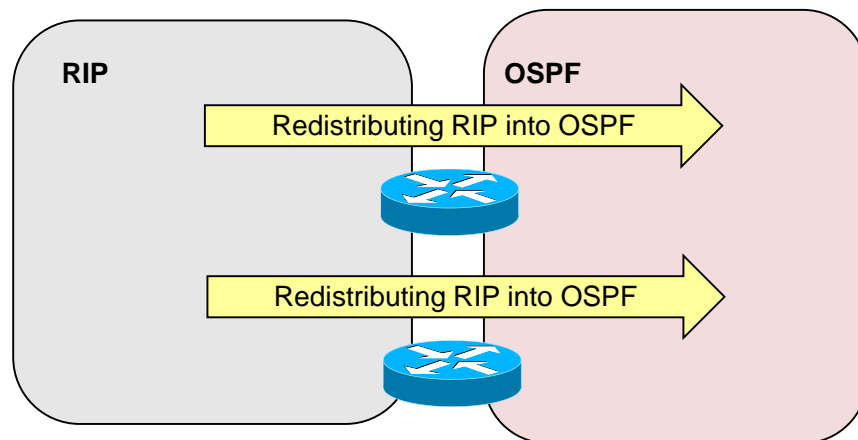 RIP
OSPF
Redistributing RIP into OSPF
Redistributing RIP into OSPF